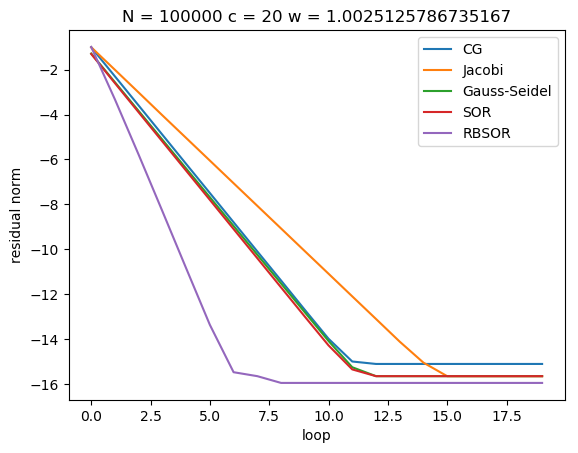 N = 100000 c = 20 w = 1.0025125786735167
CG
Jacobi
Gauss-Seidel
SOR
RBSOR
residual norm
−2
−4
−6
−8
−10
−12
−14
−16
0.0 2.5 5.0 7.5 10.0 12.5 15.0 17.5
loop